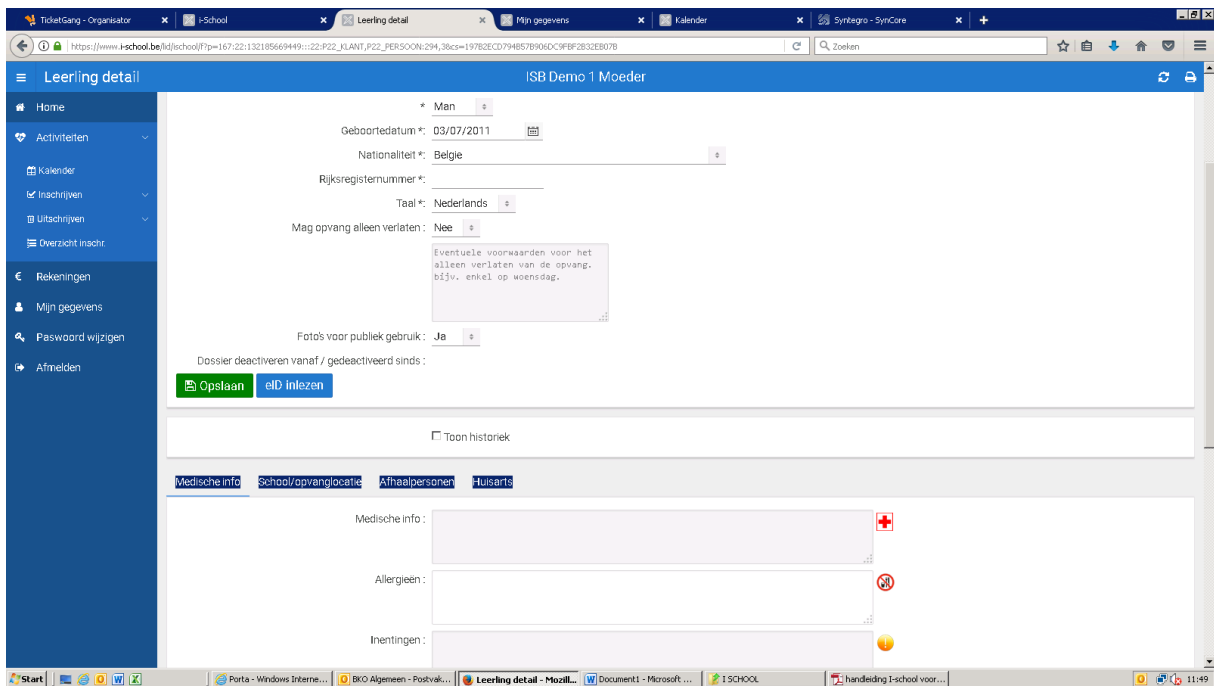 TicketGang - Organisator
i-School
Leerling detail
Mijn gegevens
Kalender
Syntegro - SynCore
https://www.i-school.be/lid/ischool/f?p=167:22:132185669449:::22:P22_KLANT,P22_PERSOON:294,3&cs=197B2ECD794B57B906DC9FBF2B32EB07B
Zoeken
Leerling detail
ISB Demo 1 Moeder
Home
Activiteiten
Kalender
Inschrijven
Uitschrijven
Overzicht inschr.
Rekeningen
Mijn gegevens
Paswoord wijzigen
Afmelden
* Man
Geboortedatum *: 03/07/2011
Nationaliteit *: Belgie
Rijksregisternummer *:
Taal *: Nederlands
Mag opvang alleen verlaten : Nee
Eventuele voorwaarden voor het
alleen verlaten van de opvang.
bijv. enkel op woensdag.
Foto's voor publiek gebruik : Ja
Dossier deactiveren vanaf / gedeactiveerd sinds :
Opslaan eID inlezen
Toon historiek
Medische info School/opvanglocatie Afhaalpersonen Huisarts
Medische info :
Allergieën :
Inentingen :
Start
Porta - Windows Interne...
BKO Algemeen - Postvak...
Leerling detail - Mozill...
Document1 - Microsoft ...
I SCHOOL
handleiding I-school voor...
11:49